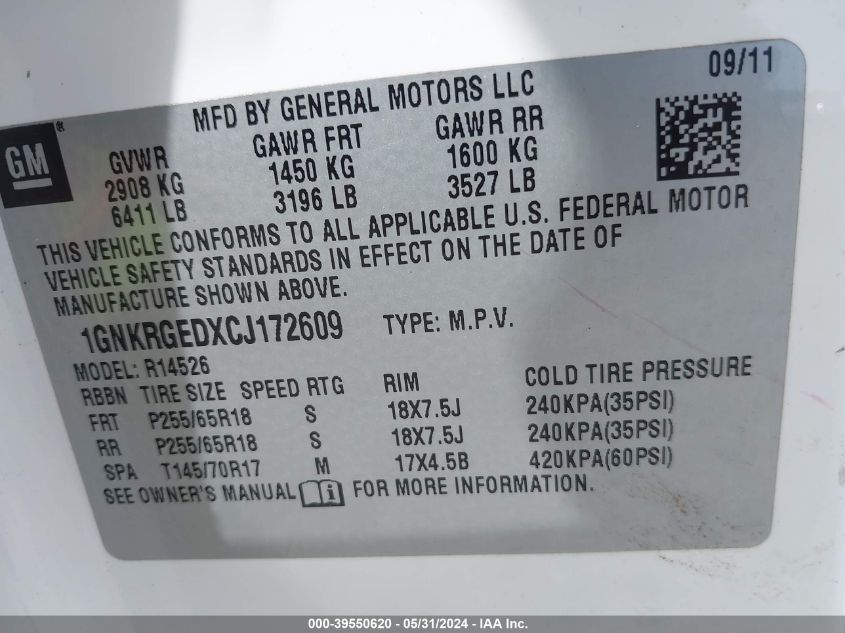 09/11
MFD BY GENERAL MOTORS LLC
GM®
GVWR GAWR FRT GAWR RR
2908 KG 1450 KG 1600 KG
6411 LB 3196 LB 3527 LB
THIS VEHICLE CONFORMS TO ALL APPLICABLE U.S. FEDERAL MOTOR
VEHICLE SAFETY STANDARDS IN EFFECT ON THE DATE OF
MANUFACTURE SHOWN ABOVE.
1GNKRGEDXCJ172609 TYPE: M.P.V.
MODEL: R14526
RBBN TIRE SIZE SPEED RTG RIM COLD TIRE PRESSURE
FRT P255/65R18 S 18X7.5J 240KPA(35PSI)
RR P255/65R18 S 18X7.5J 240KPA(35PSI)
SPA T145/70R17 M 17X4.5B 420KPA(60PSI)
SEE OWNER'S MANUAL FOR MORE INFORMATION.
000-39550620 - 05/31/2024 - IAA Inc.